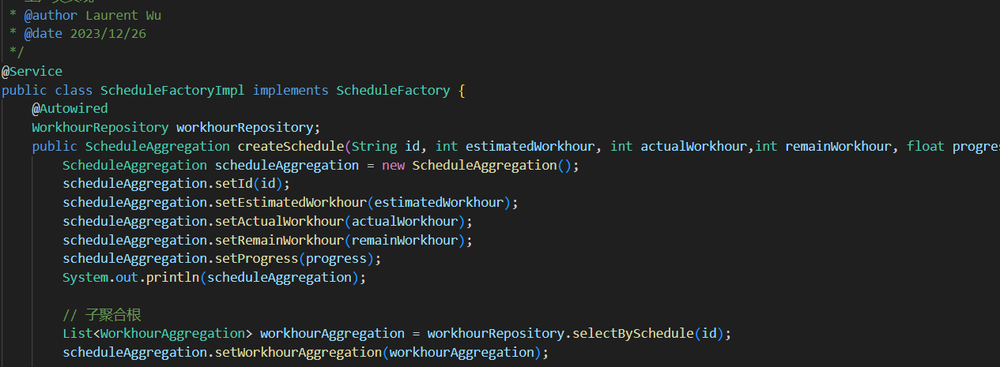 * @author Laurent Wu
* @date 2023/12/26
*/
@Service
public class ScheduleFactoryImpl implements ScheduleFactory {
@Autowired
WorkhourRepository workhourRepository;
public ScheduleAggregation createSchedule(String id, int estimatedWorkhour, int actualWorkhour,int remainWorkhour, float progre
ScheduleAggregation scheduleAggregation = new ScheduleAggregation();
scheduleAggregation.setId(id);
scheduleAggregation.setEstimatedWorkhour(estimatedWorkhour);
scheduleAggregation.setActualWorkhour(actualWorkhour);
scheduleAggregation.setRemainWorkhour(remainWorkhour);
scheduleAggregation.setProgress(progress);
System.out.println(scheduleAggregation);
// 子聚合根
List<WorkhourAggregation> workhourAggregation = workhourRepository.selectBySchedule(id);
scheduleAggregation.setWorkhourAggregation(workhourAggregation);